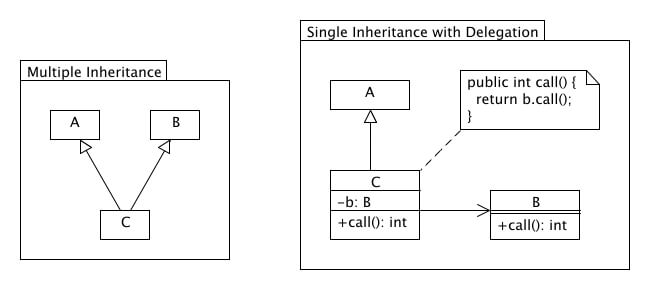 Multiple Inheritance
A
B
C
Single Inheritance with Delegation
A
public int call() {
return b.call();
}
C
-b: B
+call(): int
B
+call(): int